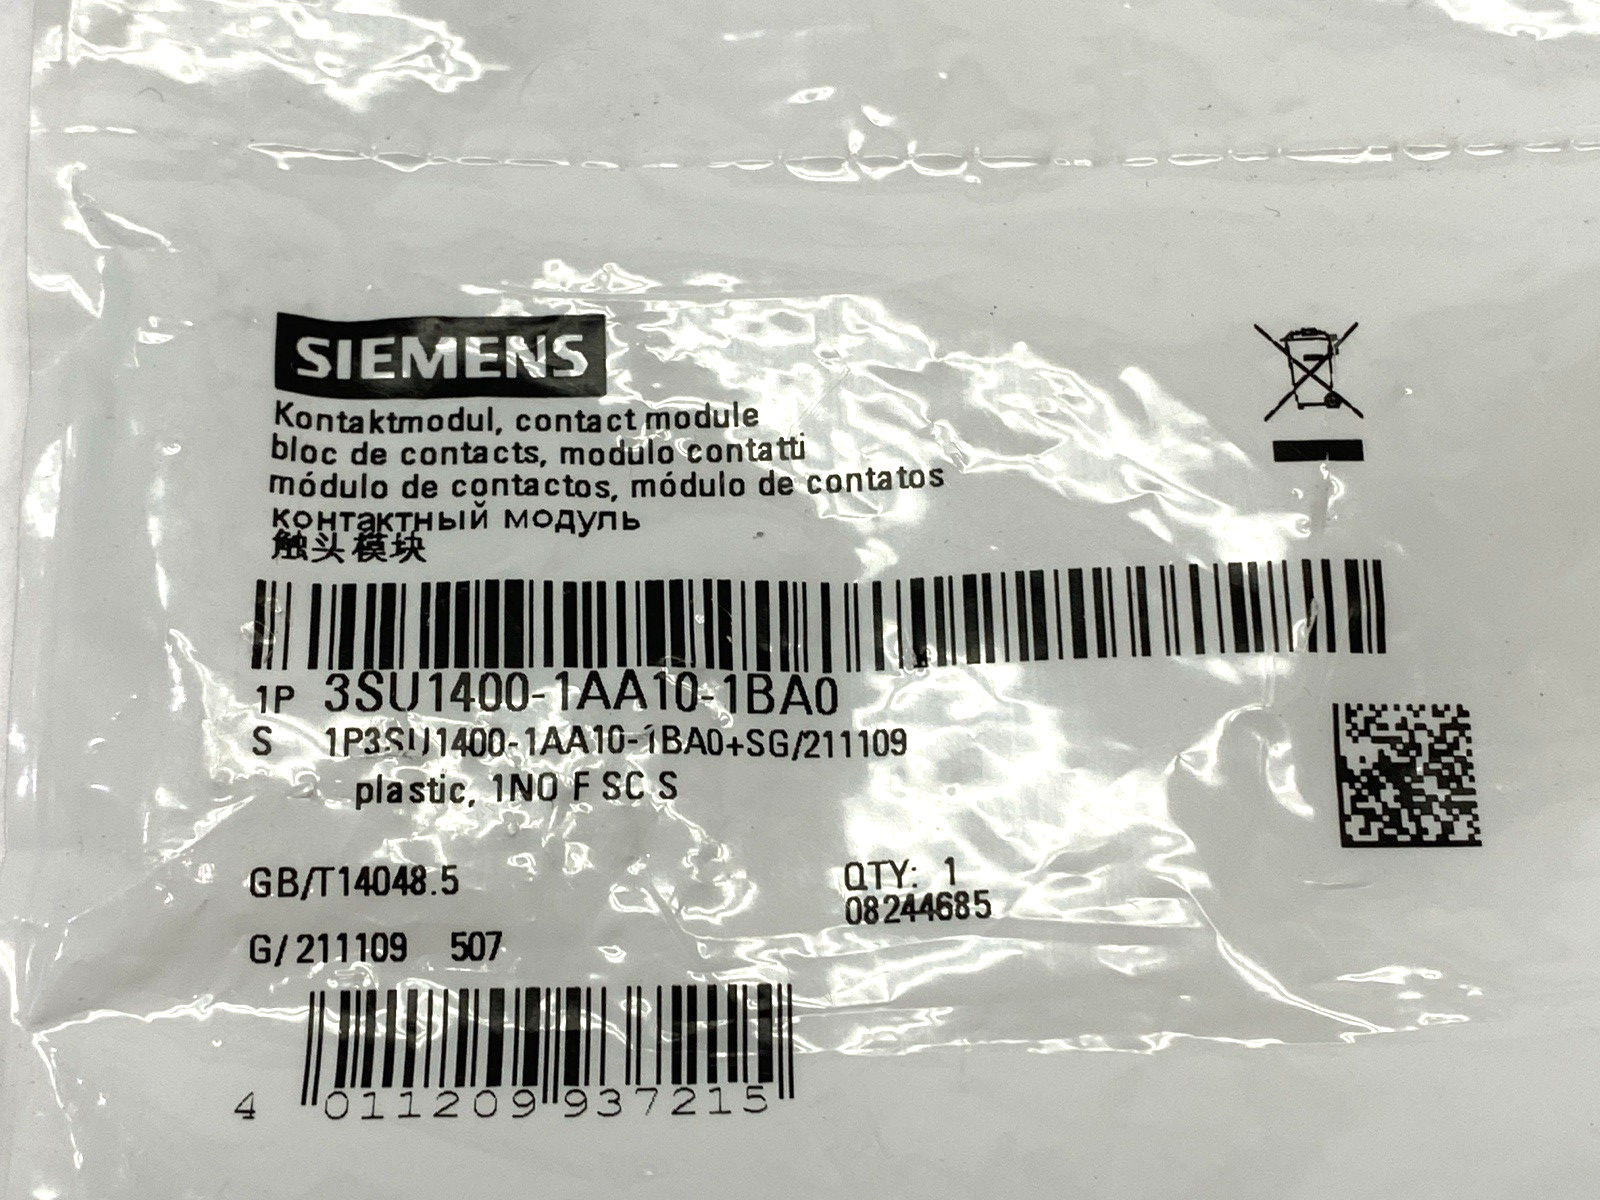 SIEMENS
Kontaktmodul, contact module
bloc de contacts, modulo contatti
módulo de contactos, módulo de contatos
контактный модуль
触头模块
1P 3SU1400-1AA10-1BA0
S 1P3SU1400-1AA10-1BA0+SG/211109
plastic, 1NO F SC S
GB/T14048.5
QTY: 1
08244685
G/211109 507
4 011209 937215